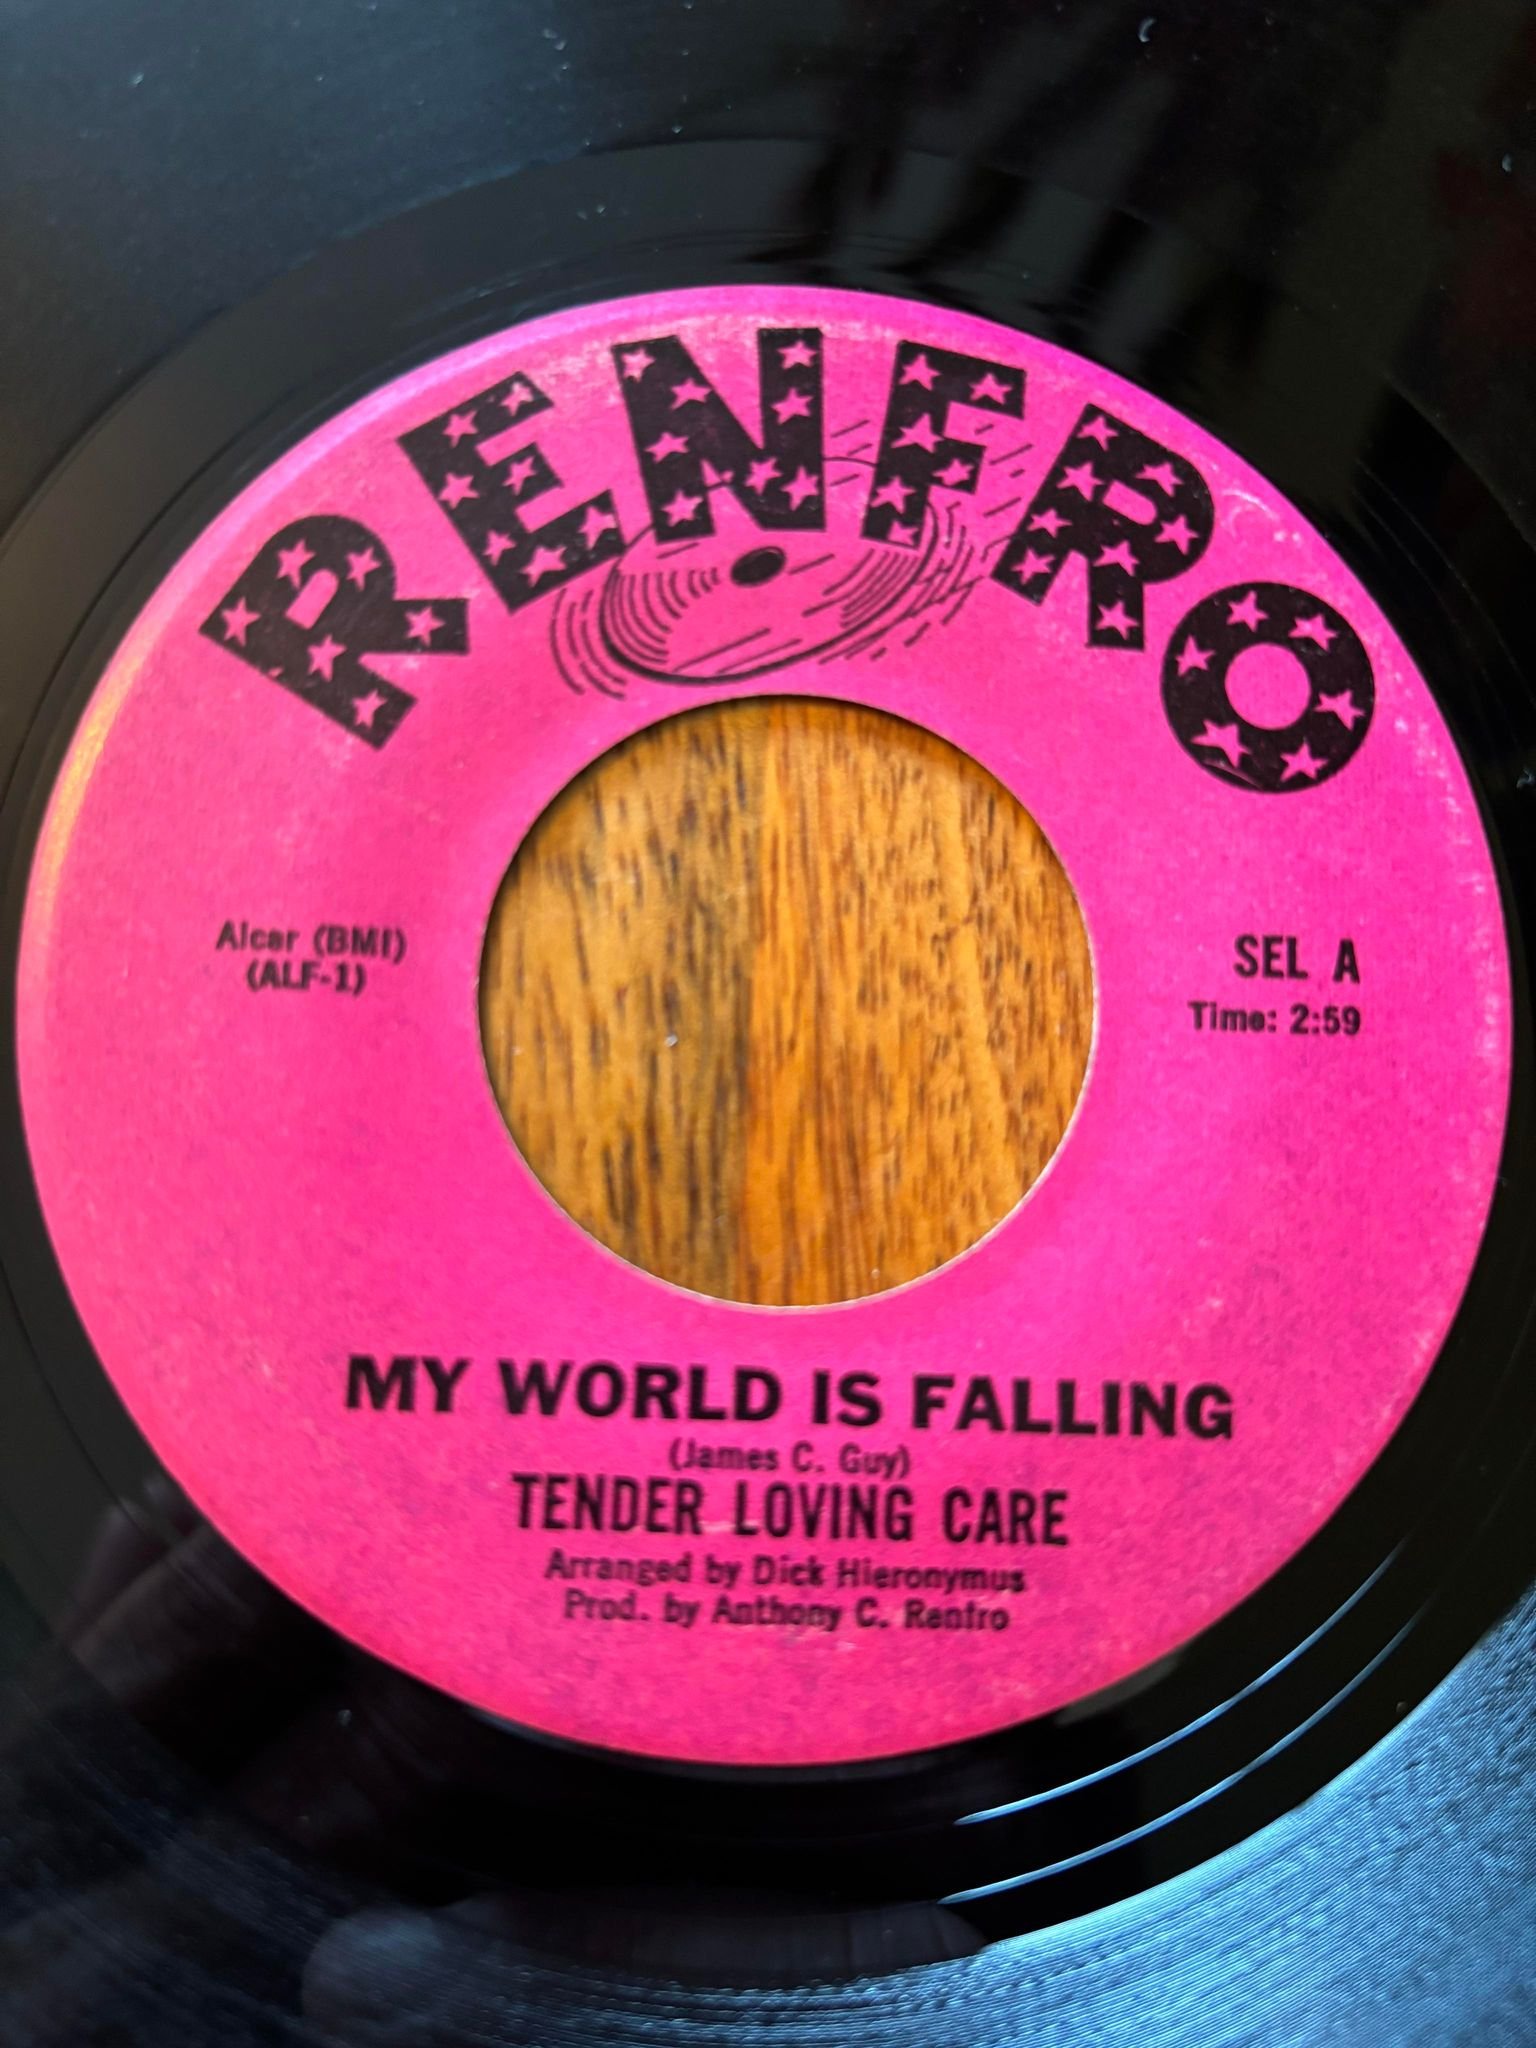 RENFRO
Alcar (BMI)
(ALF-1)
SEL A
Time: 2:59
MY WORLD IS FALLING
(James C. Guy)
TENDER LOVING CARE
Arranged by Dick Hieronymus
Prod. by Anthony C. Renfro